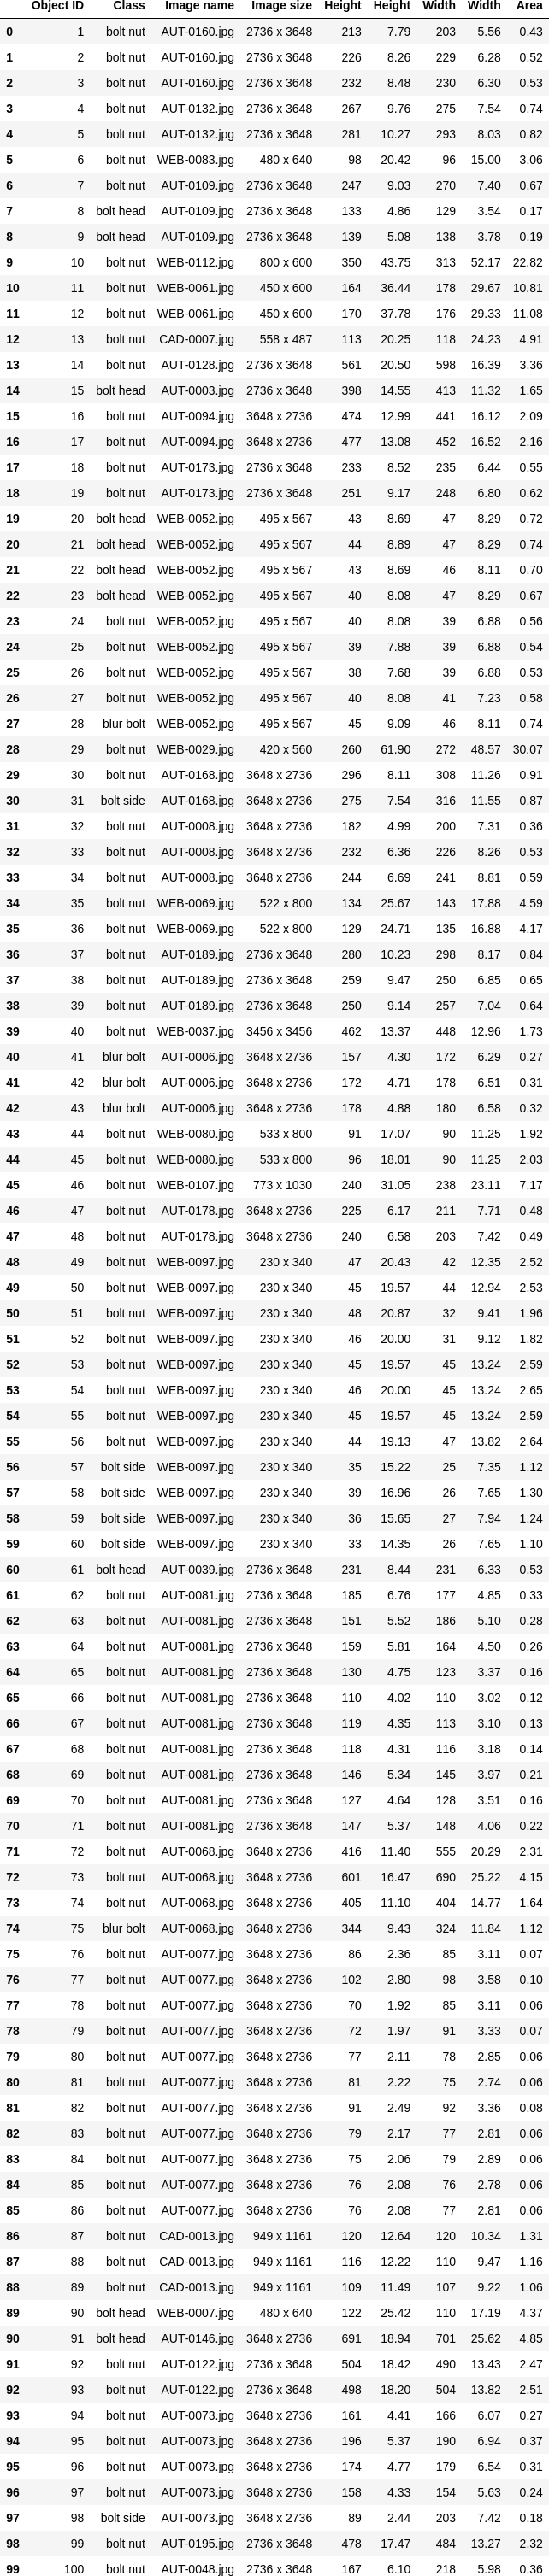 Object ID Class Image name Image size Height Height Width Width Area
0 1 bolt nut AUT-0160.jpg 2736 x 3648 213 7.79 203 5.56 0.43
1 2 bolt nut AUT-0160.jpg 2736 x 3648 226 8.26 229 6.28 0.52
2 3 bolt nut AUT-0160.jpg 2736 x 3648 232 8.48 230 6.30 0.53
3 4 bolt nut AUT-0132.jpg 2736 x 3648 267 9.76 275 7.54 0.74
4 5 bolt nut AUT-0132.jpg 2736 x 3648 281 10.27 293 8.03 0.82
5 6 bolt nut WEB-0083.jpg 480 x 640 98 20.42 96 15.00 3.06
6 7 bolt nut AUT-0109.jpg 2736 x 3648 247 9.03 270 7.40 0.67
7 8 bolt head AUT-0109.jpg 2736 x 3648 133 4.86 129 3.54 0.17
8 9 bolt head AUT-0109.jpg 2736 x 3648 139 5.08 138 3.78 0.19
9 10 bolt nut WEB-0112.jpg 800 x 600 350 43.75 313 52.17 22.82
10 11 bolt nut WEB-0061.jpg 450 x 600 164 36.44 178 29.67 10.81
11 12 bolt nut WEB-0061.jpg 450 x 600 170 37.78 176 29.33 11.08
12 13 bolt nut CAD-0007.jpg 558 x 487 113 20.25 118 24.23 4.91
13 14 bolt nut AUT-0128.jpg 2736 x 3648 561 20.50 598 16.39 3.36
14 15 bolt head AUT-0003.jpg 2736 x 3648 398 14.55 413 11.32 1.65
15 16 bolt nut AUT-0094.jpg 3648 x 2736 474 12.99 441 16.12 2.09
16 17 bolt nut AUT-0094.jpg 3648 x 2736 477 13.08 452 16.52 2.16
17 18 bolt nut AUT-0173.jpg 2736 x 3648 233 8.52 235 6.44 0.55
18 19 bolt nut AUT-0173.jpg 2736 x 3648 251 9.17 248 6.80 0.62
19 20 bolt head WEB-0052.jpg 495 x 567 43 8.69 47 8.29 0.72
20 21 bolt head WEB-0052.jpg 495 x 567 44 8.89 47 8.29 0.74
21 22 bolt head WEB-0052.jpg 495 x 567 43 8.69 46 8.11 0.70
22 23 bolt head WEB-0052.jpg 495 x 567 40 8.08 47 8.29 0.67
23 24 bolt nut WEB-0052.jpg 495 x 567 40 8.08 39 6.88 0.56
24 25 bolt nut WEB-0052.jpg 495 x 567 39 7.88 39 6.88 0.54
25 26 bolt nut WEB-0052.jpg 495 x 567 38 7.68 39 6.88 0.53
26 27 bolt nut WEB-0052.jpg 495 x 567 40 8.08 41 7.23 0.58
27 28 blur bolt WEB-0052.jpg 495 x 567 45 9.09 46 8.11 0.74
28 29 bolt nut WEB-0029.jpg 420 x 560 260 61.90 272 48.57 30.07
29 30 bolt nut AUT-0168.jpg 3648 x 2736 296 8.11 308 11.26 0.91
30 31 bolt side AUT-0168.jpg 3648 x 2736 275 7.54 316 11.55 0.87
31 32 bolt nut AUT-0008.jpg 3648 x 2736 182 4.99 200 7.31 0.36
32 33 bolt nut AUT-0008.jpg 3648 x 2736 232 6.36 226 8.26 0.53
33 34 bolt nut AUT-0008.jpg 3648 x 2736 244 6.69 241 8.81 0.59
34 35 bolt nut WEB-0069.jpg 522 x 800 134 25.67 143 17.88 4.59
35 36 bolt nut WEB-0069.jpg 522 x 800 129 24.71 135 16.88 4.17
36 37 bolt nut AUT-0189.jpg 2736 x 3648 280 10.23 298 8.17 0.84
37 38 bolt nut AUT-0189.jpg 2736 x 3648 259 9.47 250 6.85 0.65
38 39 bolt nut AUT-0189.jpg 2736 x 3648 250 9.14 257 7.04 0.64
39 40 bolt nut WEB-0037.jpg 3456 x 3456 462 13.37 448 12.96 1.73
40 41 blur bolt AUT-0006.jpg 3648 x 2736 157 4.30 172 6.29 0.27
41 42 blur bolt AUT-0006.jpg 3648 x 2736 172 4.71 178 6.51 0.31
42 43 blur bolt AUT-0006.jpg 3648 x 2736 178 4.88 180 6.58 0.32
43 44 bolt nut WEB-0080.jpg 533 x 800 91 17.07 90 11.25 1.92
44 45 bolt nut WEB-0080.jpg 533 x 800 96 18.01 90 11.25 2.03
45 46 bolt nut WEB-0107.jpg 773 x 1030 240 31.05 238 23.11 7.17
46 47 bolt nut AUT-0178.jpg 3648 x 2736 225 6.17 211 7.71 0.48
47 48 bolt nut AUT-0178.jpg 3648 x 2736 240 6.58 203 7.42 0.49
48 49 bolt nut WEB-0097.jpg 230 x 340 47 20.43 42 12.35 2.52
49 50 bolt nut WEB-0097.jpg 230 x 340 45 19.57 44 12.94 2.53
50 51 bolt nut WEB-0097.jpg 230 x 340 48 20.87 32 9.41 1.96
51 52 bolt nut WEB-0097.jpg 230 x 340 46 20.00 31 9.12 1.82
52 53 bolt nut WEB-0097.jpg 230 x 340 45 19.57 45 13.24 2.59
53 54 bolt nut WEB-0097.jpg 230 x 340 46 20.00 45 13.24 2.65
54 55 bolt nut WEB-0097.jpg 230 x 340 45 19.57 45 13.24 2.59
55 56 bolt nut WEB-0097.jpg 230 x 340 44 19.13 47 13.82 2.64
56 57 bolt side WEB-0097.jpg 230 x 340 35 15.22 25 7.35 1.12
57 58 bolt side WEB-0097.jpg 230 x 340 39 16.96 26 7.65 1.30
58 59 bolt side WEB-0097.jpg 230 x 340 36 15.65 27 7.94 1.24
59 60 bolt side WEB-0097.jpg 230 x 340 33 14.35 26 7.65 1.10
60 61 bolt head AUT-0039.jpg 2736 x 3648 231 8.44 231 6.33 0.53
61 62 bolt nut AUT-0081.jpg 2736 x 3648 185 6.76 177 4.85 0.33
62 63 bolt nut AUT-0081.jpg 2736 x 3648 151 5.52 186 5.10 0.28
63 64 bolt nut AUT-0081.jpg 2736 x 3648 159 5.81 164 4.50 0.26
64 65 bolt nut AUT-0081.jpg 2736 x 3648 130 4.75 123 3.37 0.16
65 66 bolt nut AUT-0081.jpg 2736 x 3648 110 4.02 110 3.02 0.12
66 67 bolt nut AUT-0081.jpg 2736 x 3648 119 4.35 113 3.10 0.13
67 68 bolt nut AUT-0081.jpg 2736 x 3648 118 4.31 116 3.18 0.14
68 69 bolt nut AUT-0081.jpg 2736 x 3648 146 5.34 145 3.97 0.21
69 70 bolt nut AUT-0081.jpg 2736 x 3648 127 4.64 128 3.51 0.16
70 71 bolt nut AUT-0081.jpg 2736 x 3648 147 5.37 148 4.06 0.22
71 72 bolt nut AUT-0068.jpg 3648 x 2736 416 11.40 555 20.29 2.31
72 73 bolt nut AUT-0068.jpg 3648 x 2736 601 16.47 690 25.22 4.15
73 74 bolt nut AUT-0068.jpg 3648 x 2736 405 11.10 404 14.77 1.64
74 75 blur bolt AUT-0068.jpg 3648 x 2736 344 9.43 324 11.84 1.12
75 76 bolt nut AUT-0077.jpg 3648 x 2736 86 2.36 85 3.11 0.07
76 77 bolt nut AUT-0077.jpg 3648 x 2736 102 2.80 98 3.58 0.10
77 78 bolt nut AUT-0077.jpg 3648 x 2736 70 1.92 85 3.11 0.06
78 79 bolt nut AUT-0077.jpg 3648 x 2736 72 1.97 91 3.33 0.07
79 80 bolt nut AUT-0077.jpg 3648 x 2736 77 2.11 78 2.85 0.06
80 81 bolt nut AUT-0077.jpg 3648 x 2736 81 2.22 75 2.74 0.06
81 82 bolt nut AUT-0077.jpg 3648 x 2736 91 2.49 92 3.36 0.08
82 83 bolt nut AUT-0077.jpg 3648 x 2736 79 2.17 77 2.81 0.06
83 84 bolt nut AUT-0077.jpg 3648 x 2736 75 2.06 79 2.89 0.06
84 85 bolt nut AUT-0077.jpg 3648 x 2736 76 2.08 76 2.78 0.06
85 86 bolt nut AUT-0077.jpg 3648 x 2736 76 2.08 77 2.81 0.06
86 87 bolt nut CAD-0013.jpg 949 x 1161 120 12.64 120 10.34 1.31
87 88 bolt nut CAD-0013.jpg 949 x 1161 116 12.22 110 9.47 1.16
88 89 bolt nut CAD-0013.jpg 949 x 1161 109 11.49 107 9.22 1.06
89 90 bolt head WEB-0007.jpg 480 x 640 122 25.42 110 17.19 4.37
90 91 bolt head AUT-0146.jpg 3648 x 2736 691 18.94 701 25.62 4.85
91 92 bolt nut AUT-0122.jpg 2736 x 3648 504 18.42 490 13.43 2.47
92 93 bolt nut AUT-0122.jpg 2736 x 3648 498 18.20 504 13.82 2.51
93 94 bolt nut AUT-0073.jpg 3648 x 2736 161 4.41 166 6.07 0.27
94 95 bolt nut AUT-0073.jpg 3648 x 2736 196 5.37 190 6.94 0.37
95 96 bolt nut AUT-0073.jpg 3648 x 2736 174 4.77 179 6.54 0.31
96 97 bolt nut AUT-0073.jpg 3648 x 2736 158 4.33 154 5.63 0.24
97 98 bolt side AUT-0073.jpg 3648 x 2736 89 2.44 203 7.42 0.18
98 99 bolt nut AUT-0195.jpg 2736 x 3648 478 17.47 484 13.27 2.32
99 100 bolt nut AUT-0048.jpg 2736 x 3648 167 6.10 218 5.98 0.36